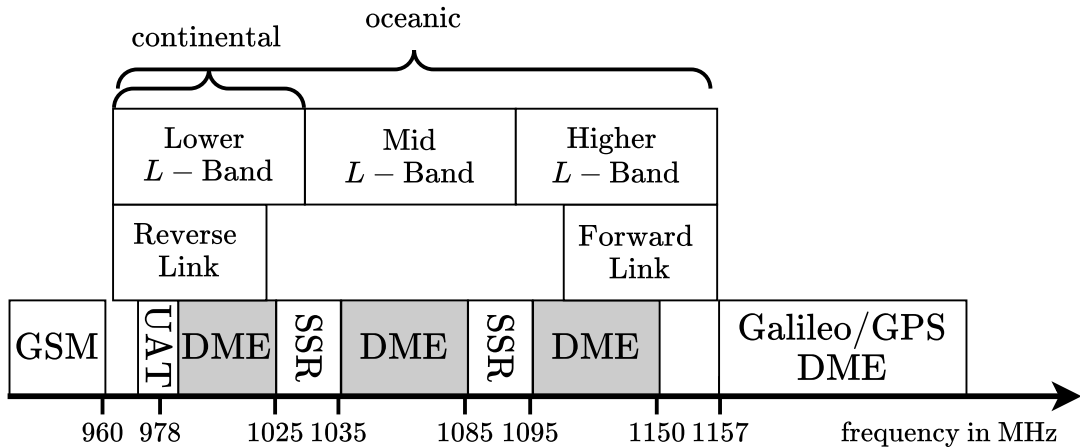 oceanic
continental
Lower
L – Band
Mid
L – Band
Higher
L – Band
Reverse
Link
Forward
Link
GSM
UAT
DME
SSR
DME
SSR
DME
Galileo/GPS
DME
960
978
1025
1035
1085
1095
1150
1157
frequency in MHz